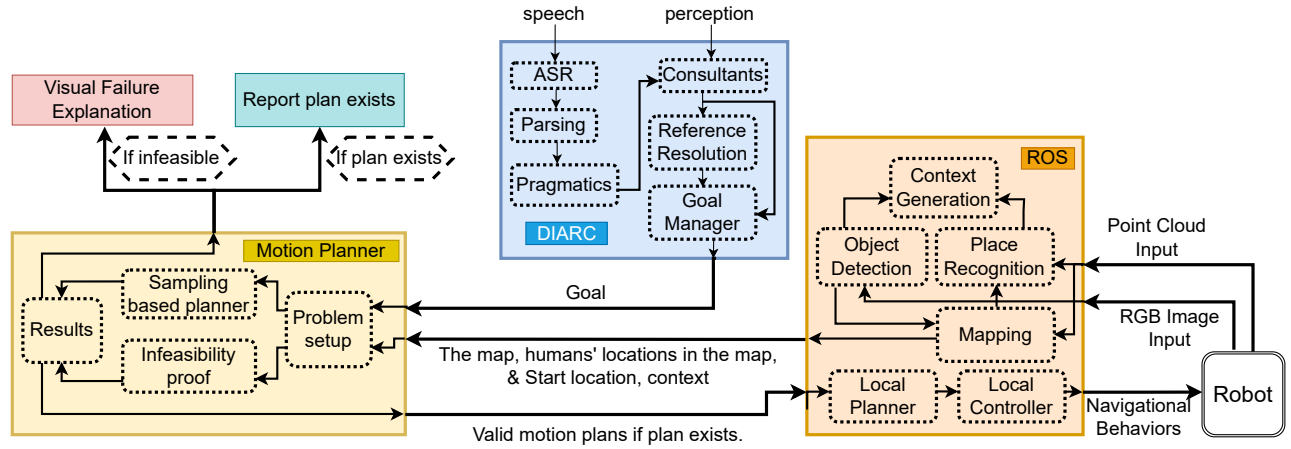 speech
perception
ASR
Parsing
Pragmatics
Consultants
Reference
Resolution
Goal
Manager
DIARC
Visual Failure
Explanation
Report plan exists
If infeasible
If plan exists
Motion Planner
Sampling
based planner
Results
Infeasibility
proof
Problem
setup
Goal
The map, humans' locations in the map,
& Start location, context
Valid motion plans if plan exists.
ROS
Context
Generation
Object
Detection
Place
Recognition
Mapping
Local
Planner
Local
Controller
Point Cloud
Input
RGB Image
Input
Robot
Navigational
Behaviors